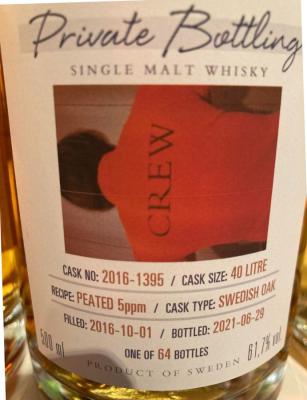 Private Bottling
SINGLE MALT WHISKY
CREW
CASK NO: 2016-1395 / CASK SIZE: 40 LITRE
RECIPE: PEATED 5ppm / CASK TYPE: SWEDISH OAK
FILLED: 2016-10-01 / BOTTLED: 2021-06-29
500 ml ONE OF 64 BOTTLES 61,7% vol.
PRODUCT OF SWEDEN